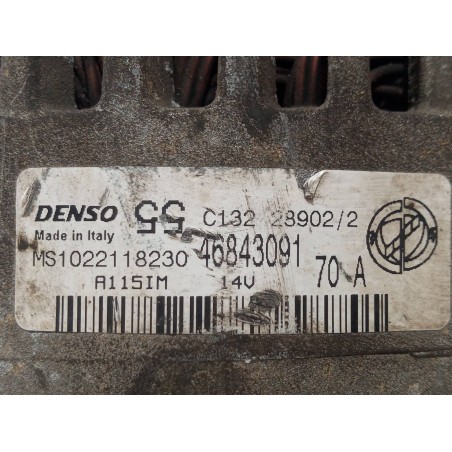 DENSO 55 C132 28902/2
Made in Italy
MS1022118230 46843091
A115IM 14V 70 A